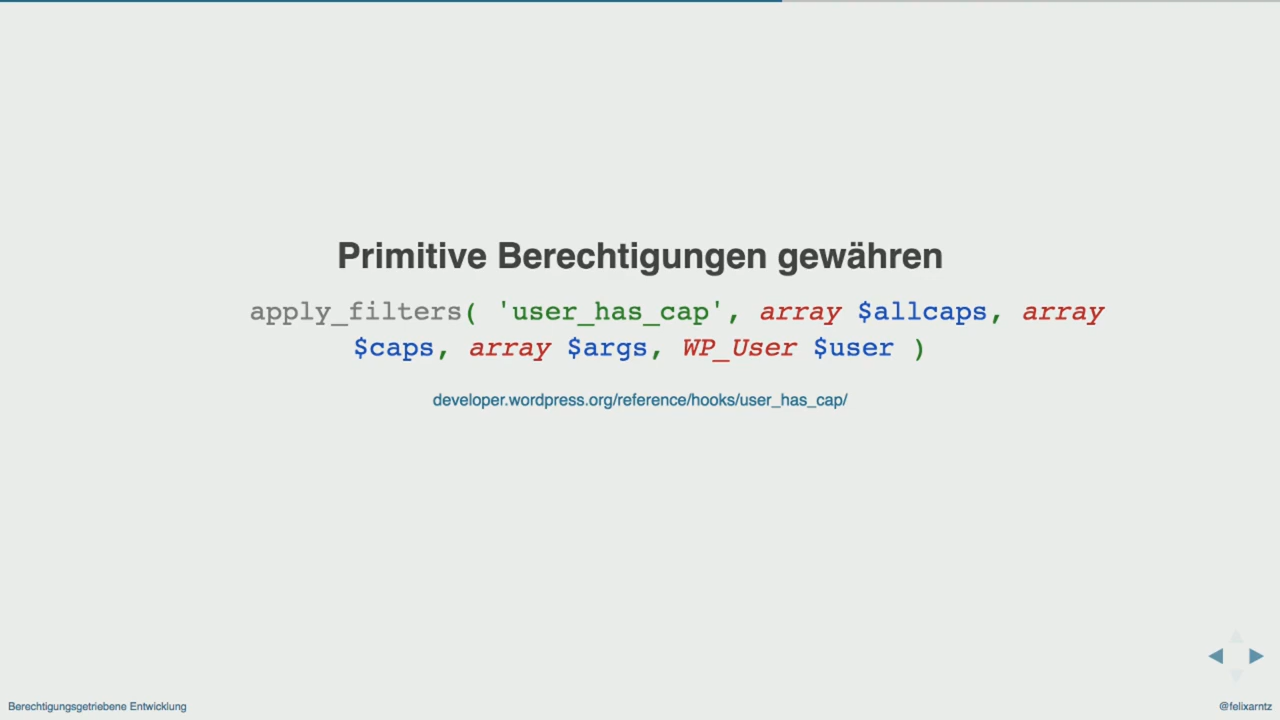 Primitive Berechtigungen gewähren
apply_filters( 'user_has_cap', array $allcaps, array
$caps, array $args, WP_User $user )
developer.wordpress.org/reference/hooks/user_has_cap/
Berechtigungsgetriebene Entwicklung
@felixarntz